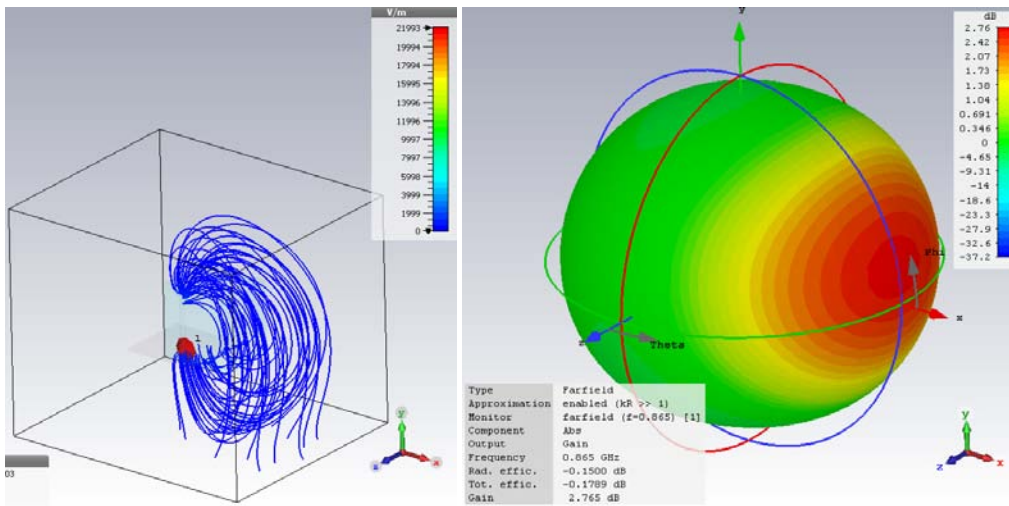 V/m
21993
19994
17994
15995
13996
11996
9997
7997
5998
3999
1999
0
1
y
z
x
03
y
dB
2.76
2.42
2.07
1.73
1.38
1.04
0.691
0.346
0
-4.65
-9.31
-14
-18.6
-23.3
-27.9
-32.6
-37.2
Phi
x
z
Theta
Type Farfield
Approximation enabled (kR >> 1)
Monitor farfield (f=0.865) [1]
Component Abs
Output Gain
Frequency 0.865 GHz
Rad. effic. -0.1500 dB
Tot. effic. -0.1789 dB
Gain 2.765 dB
y
z
x